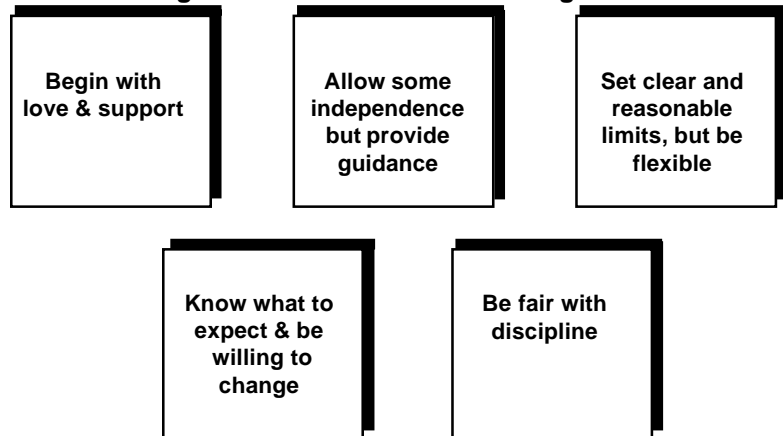 Begin with
love & support
Allow some
independence
but provide
guidance
Set clear and
reasonable
limits, but be
flexible
Know what to
expect & be
willing to
change
Be fair with
discipline